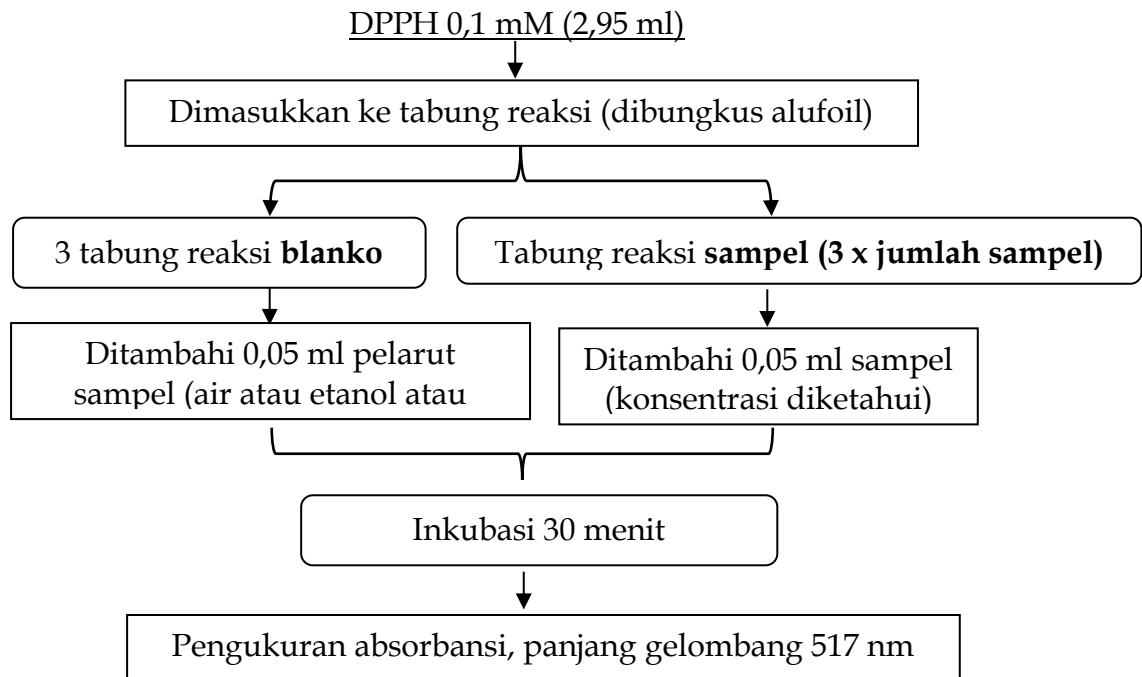 DPPH 0,1 mM (2,95 ml)
Dimasukkan ke tabung reaksi (dibungkus alufoil)
3 tabung reaksi blanko
Tabung reaksi sampel (3 x jumlah sampel)
Ditambahi 0,05 ml pelarut
sampel (air atau etanol atau
Ditambahi 0,05 ml sampel
(konsentrasi diketahui)
Inkubasi 30 menit
Pengukuran absorbansi, panjang gelombang 517 nm